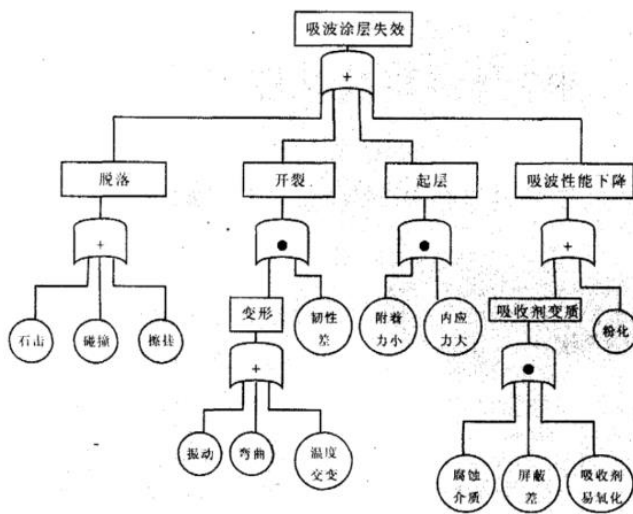 吸波涂层失效
+
脱落
开裂
起层
吸波性能下降
+
+
石击
碰撞
擦挂
变形
韧性
差
附着
力小
内应
力大
吸收剂变质
粉化
+
振动
弯曲
温度
交变
腐蚀
介质
屏蔽
差
吸收剂
易氧化